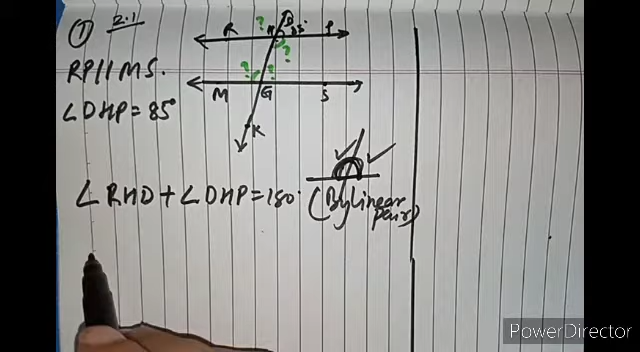 ① 2.1
RP//MS.
∠DHP=85°
? D
R H 85° P
?
? ?
M G S
K
∠RHD+∠DHP=180° (By linear
pair)
PowerDirector